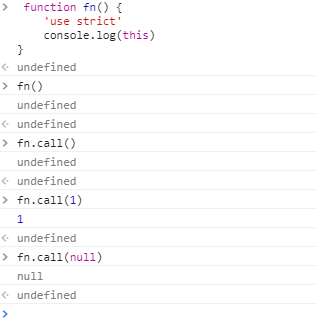 function fn() {
'use strict'
console.log(this)
}
undefined
fn()
undefined
undefined
fn.call()
undefined
undefined
fn.call(1)
1
undefined
fn.call(null)
null
undefined